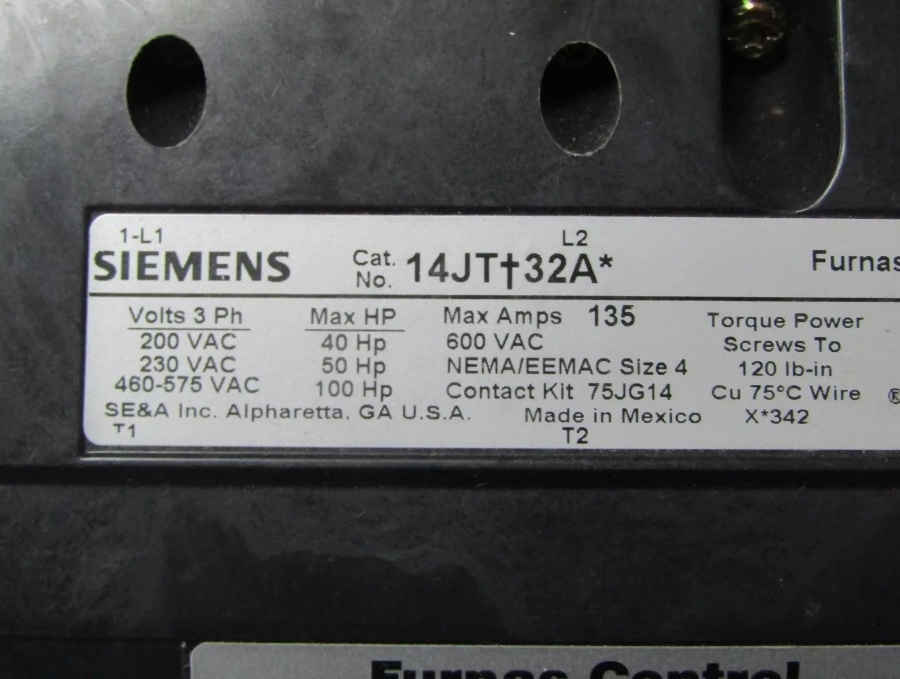 1-L1 L2
SIEMENS Cat. No. 14JT†32A* Furnas
Volts 3 Ph Max HP Max Amps 135 Torque Power
200 VAC 40 Hp 600 VAC Screws To
230 VAC 50 Hp NEMA/EEMAC Size 4 120 lb-in
460-575 VAC 100 Hp Contact Kit 75JG14 Cu 75°C Wire ®
SE&A Inc. Alpharetta, GA U.S.A. Made in Mexico X*342
T1 T2
Furnas Control